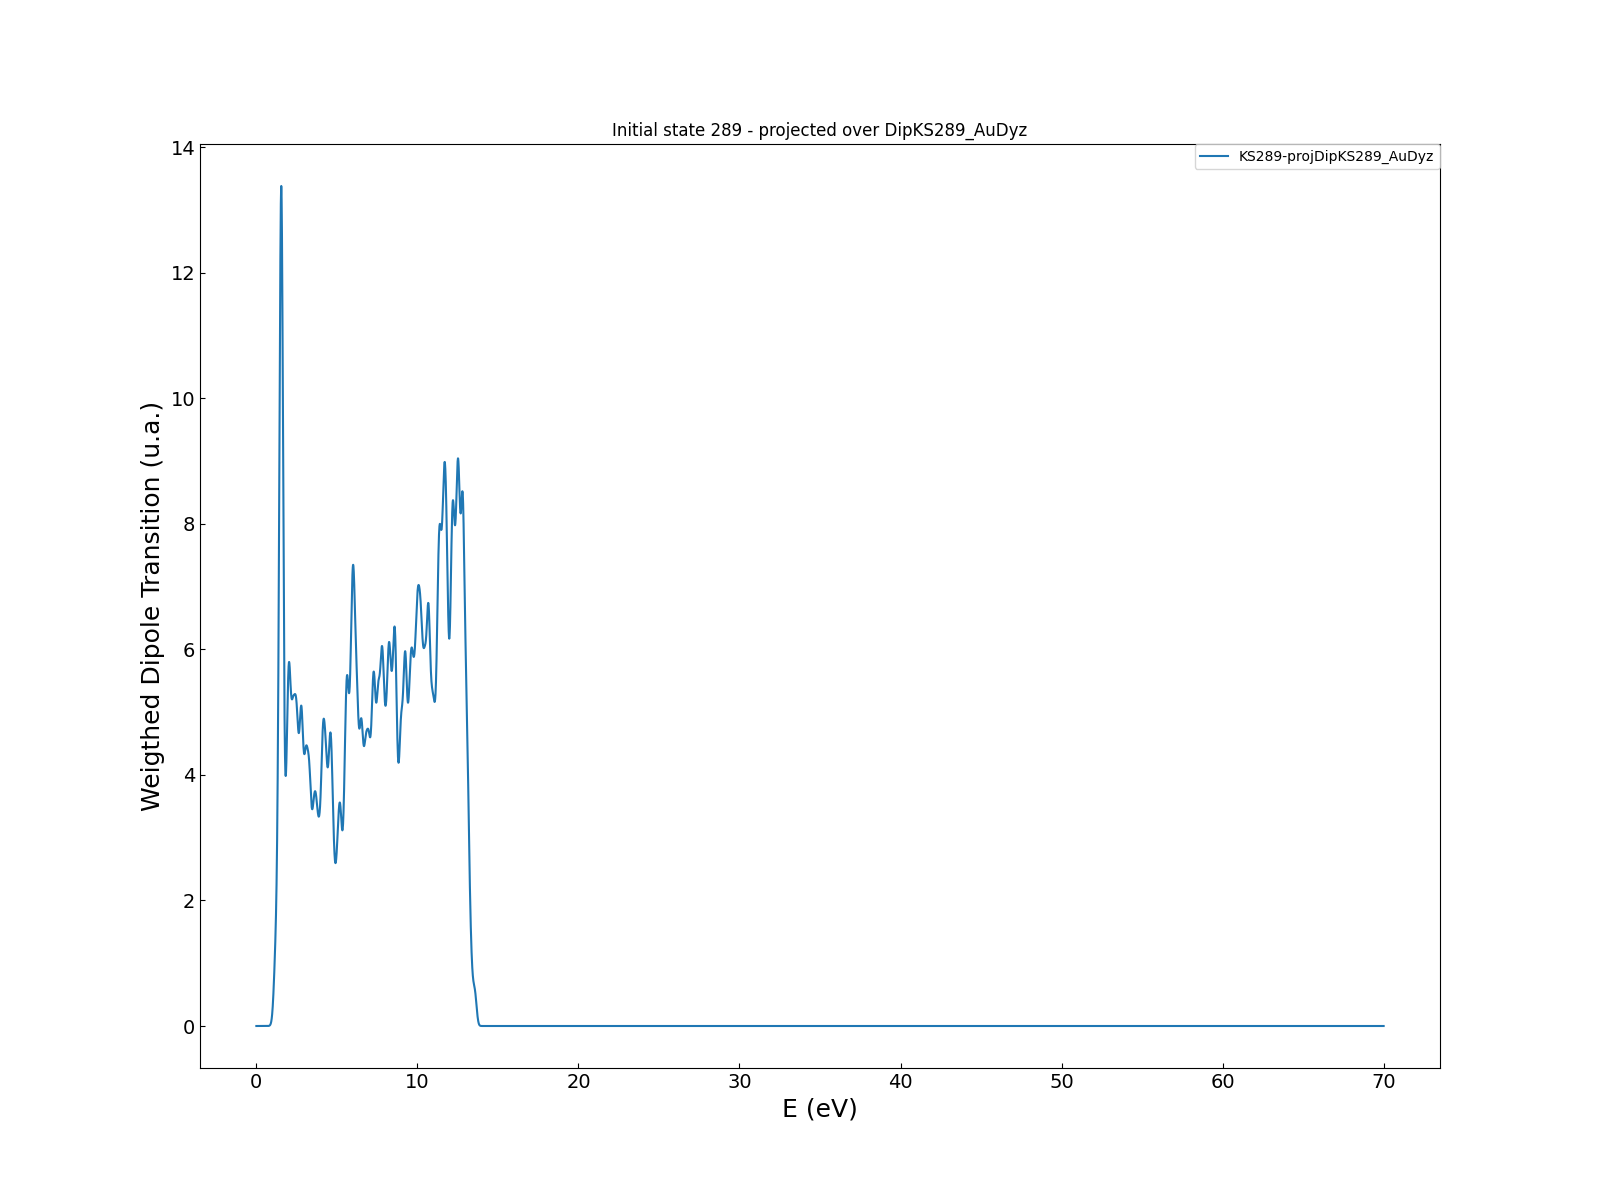 Initial state 289 - projected over DipKS289_AuDyz
KS289-projDipKS289_AuDyz
Weigthed Dipole Transition (u.a.)
14
12
10
8
6
4
2
0
0 10 20 30 40 50 60 70
E (eV)